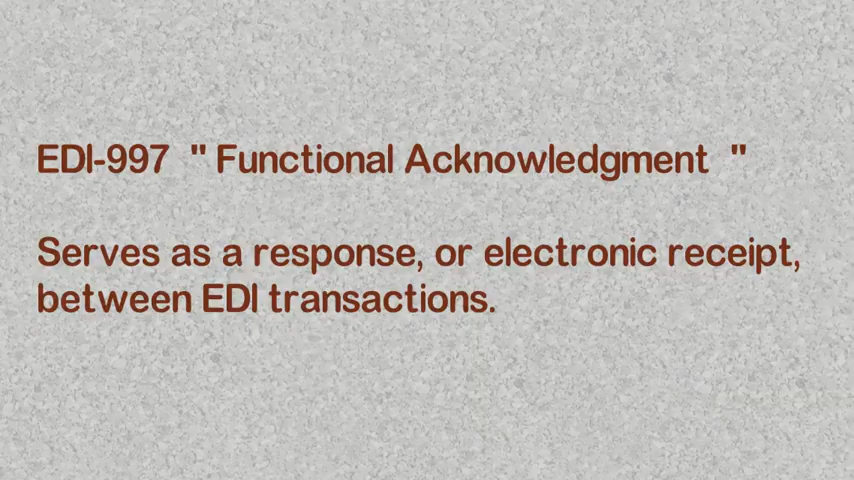 EDI-997 " Functional Acknowledgment "
Serves as a response, or electronic receipt,
between EDI transactions.